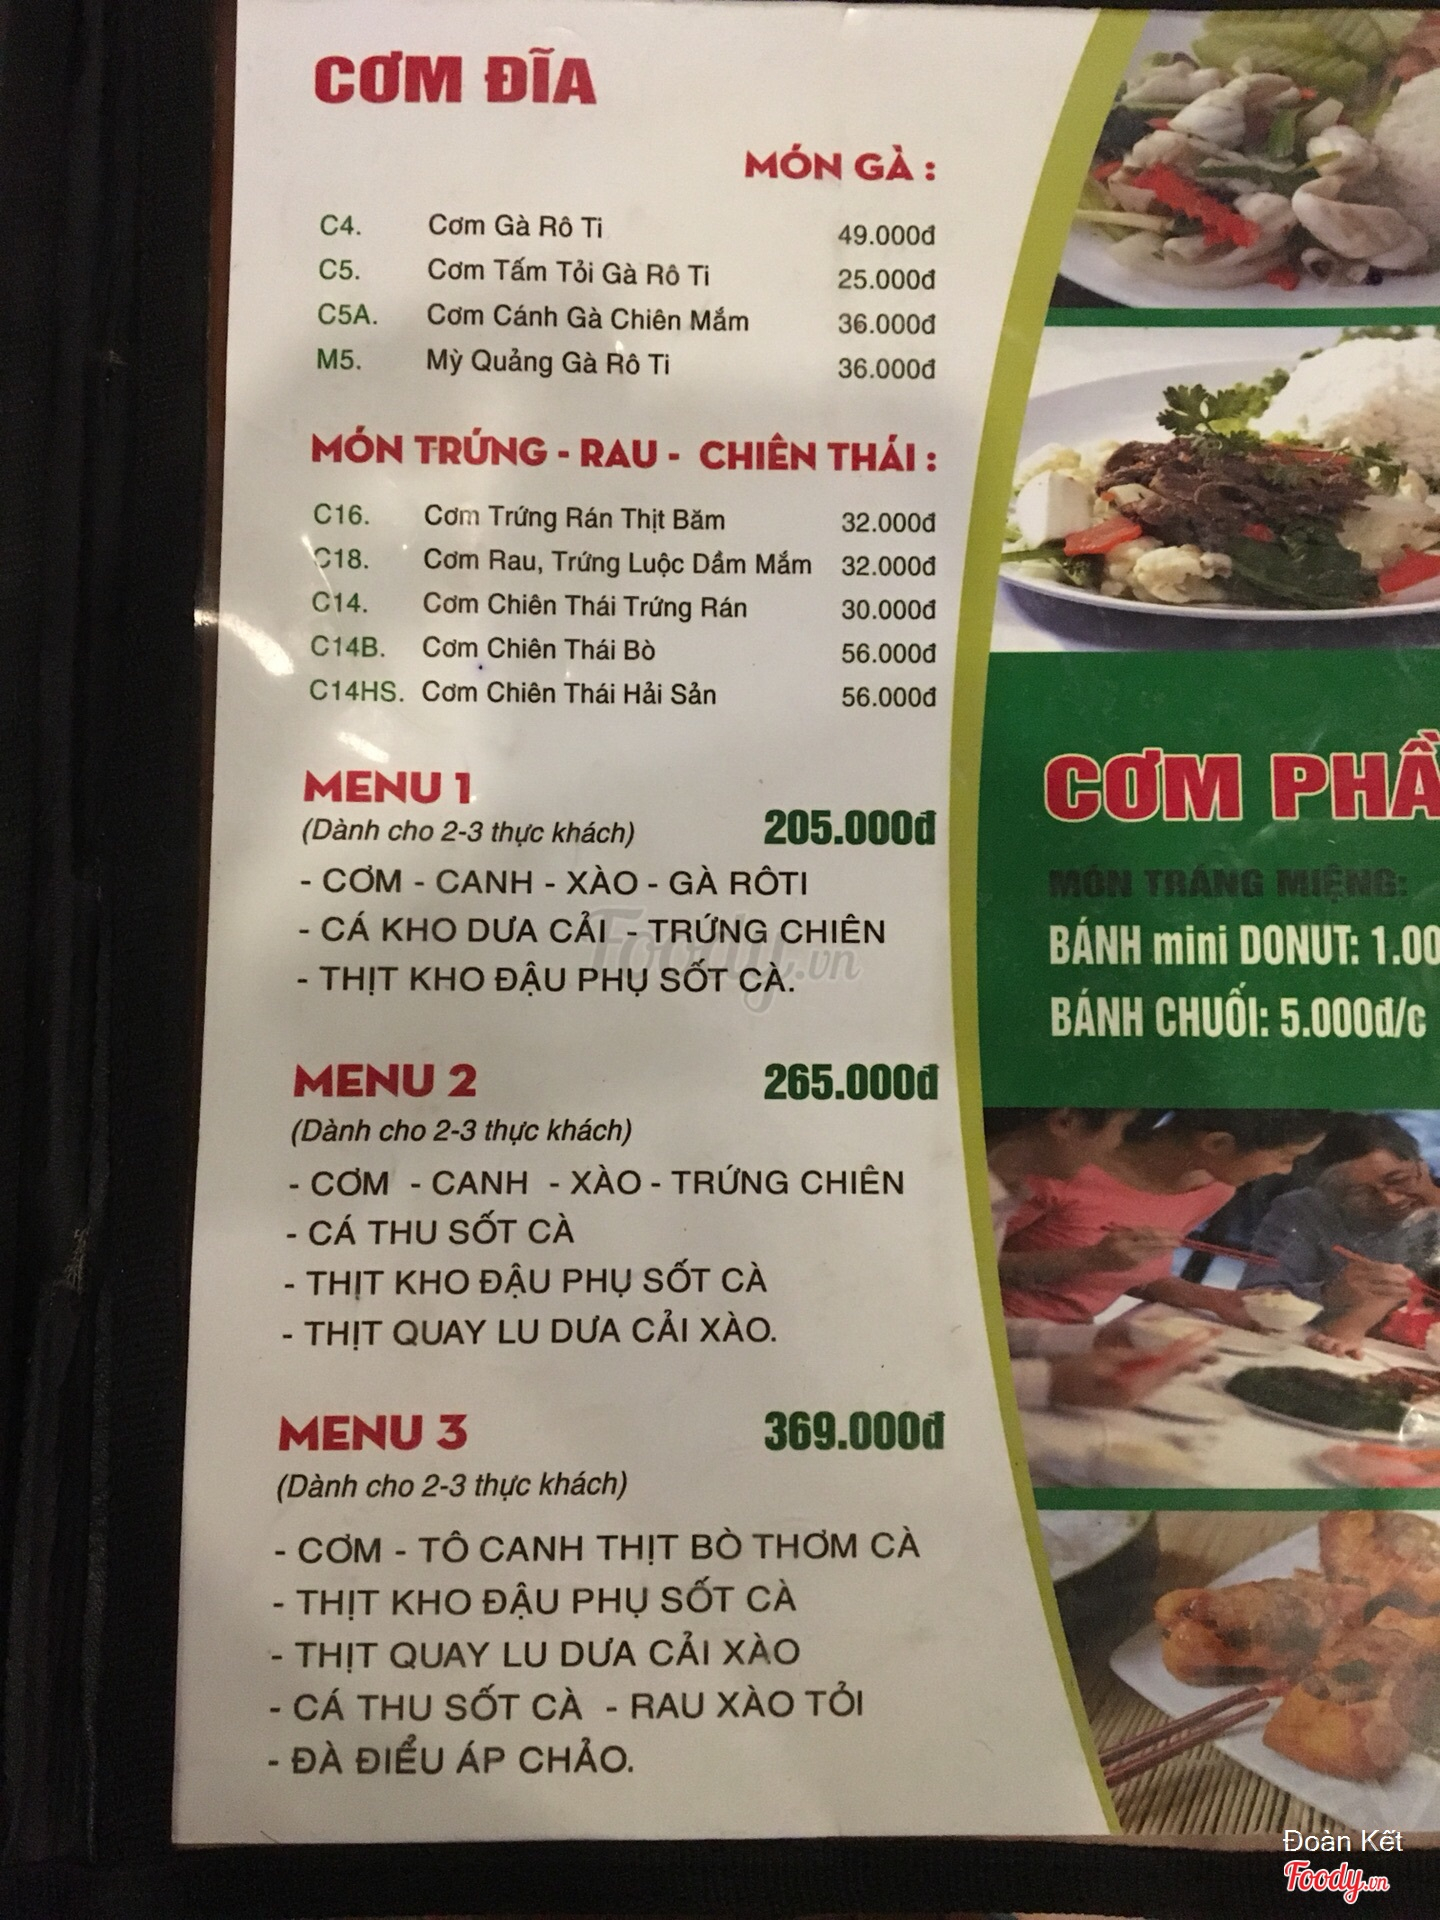 CƠM ĐĨA
MÓN GÀ :
C4. Cơm Gà Rô Ti 49.000đ
C5. Cơm Tấm Tỏi Gà Rô Ti 25.000đ
C5A. Cơm Cánh Gà Chiên Mắm 36.000đ
M5. Mỳ Quảng Gà Rô Ti 36.000đ
MÓN TRỨNG - RAU - CHIÊN THÁI :
C16. Cơm Trứng Rán Thịt Băm 32.000đ
C18. Cơm Rau, Trứng Luộc Dầm Mắm 32.000đ
C14. Cơm Chiên Thái Trứng Rán 30.000đ
C14B. Cơm Chiên Thái Bò 56.000đ
C14HS. Cơm Chiên Thái Hải Sản 56.000đ
MENU 1
(Dành cho 2-3 thực khách) 205.000đ
- CƠM - CANH - XÀO - GÀ RÔTI
- CÁ KHO DƯA CẢI - TRỨNG CHIÊN
- THỊT KHO ĐẬU PHỤ SỐT CÀ.
Foody.vn
MENU 2 265.000đ
(Dành cho 2-3 thực khách)
- CƠM - CANH - XÀO - TRỨNG CHIÊN
- CÁ THU SỐT CÀ
- THỊT KHO ĐẬU PHỤ SỐT CÀ
- THỊT QUAY LU DƯA CẢI XÀO.
MENU 3 369.000đ
(Dành cho 2-3 thực khách)
- CƠM - TÔ CANH THỊT BÒ THƠM CÀ
- THỊT KHO ĐẬU PHỤ SỐT CÀ
- THỊT QUAY LU DƯA CẢI XÀO
- CÁ THU SỐT CÀ - RAU XÀO TỎI
- ĐÀ ĐIỂU ÁP CHẢO.
CƠM PHẦ
MÓN TRÁNG MIỆNG:
BÁNH mini DONUT: 1.00
BÁNH CHUỐI: 5.000đ/c
Đoàn Kết
Foody.vn